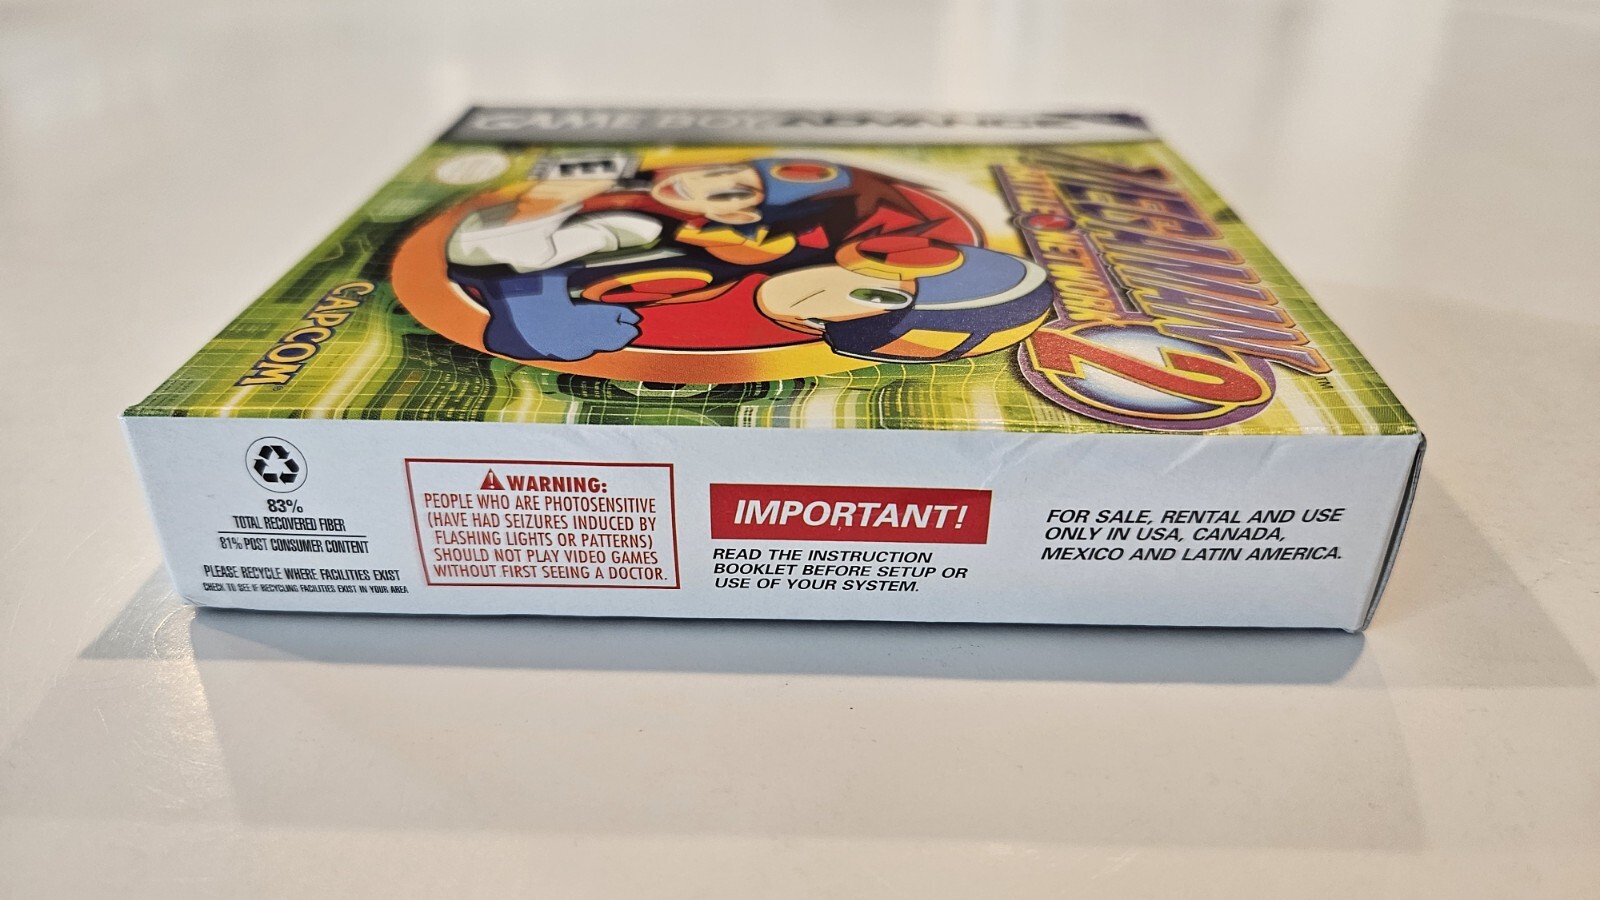 GAME BOY ADVANCE
E
MEGAMAN™
BATTLE NETWORK
2
CAPCOM®
83%
TOTAL RECOVERED FIBER
81% POST CONSUMER CONTENT
PLEASE RECYCLE WHERE FACILITIES EXIST
CHECK TO SEE IF RECYCLING FACILITIES EXIST IN YOUR AREA
WARNING:
PEOPLE WHO ARE PHOTOSENSITIVE
(HAVE HAD SEIZURES INDUCED BY
FLASHING LIGHTS OR PATTERNS)
SHOULD NOT PLAY VIDEO GAMES
WITHOUT FIRST SEEING A DOCTOR.
IMPORTANT!
READ THE INSTRUCTION
BOOKLET BEFORE SETUP OR
USE OF YOUR SYSTEM.
FOR SALE, RENTAL AND USE
ONLY IN USA, CANADA,
MEXICO AND LATIN AMERICA.